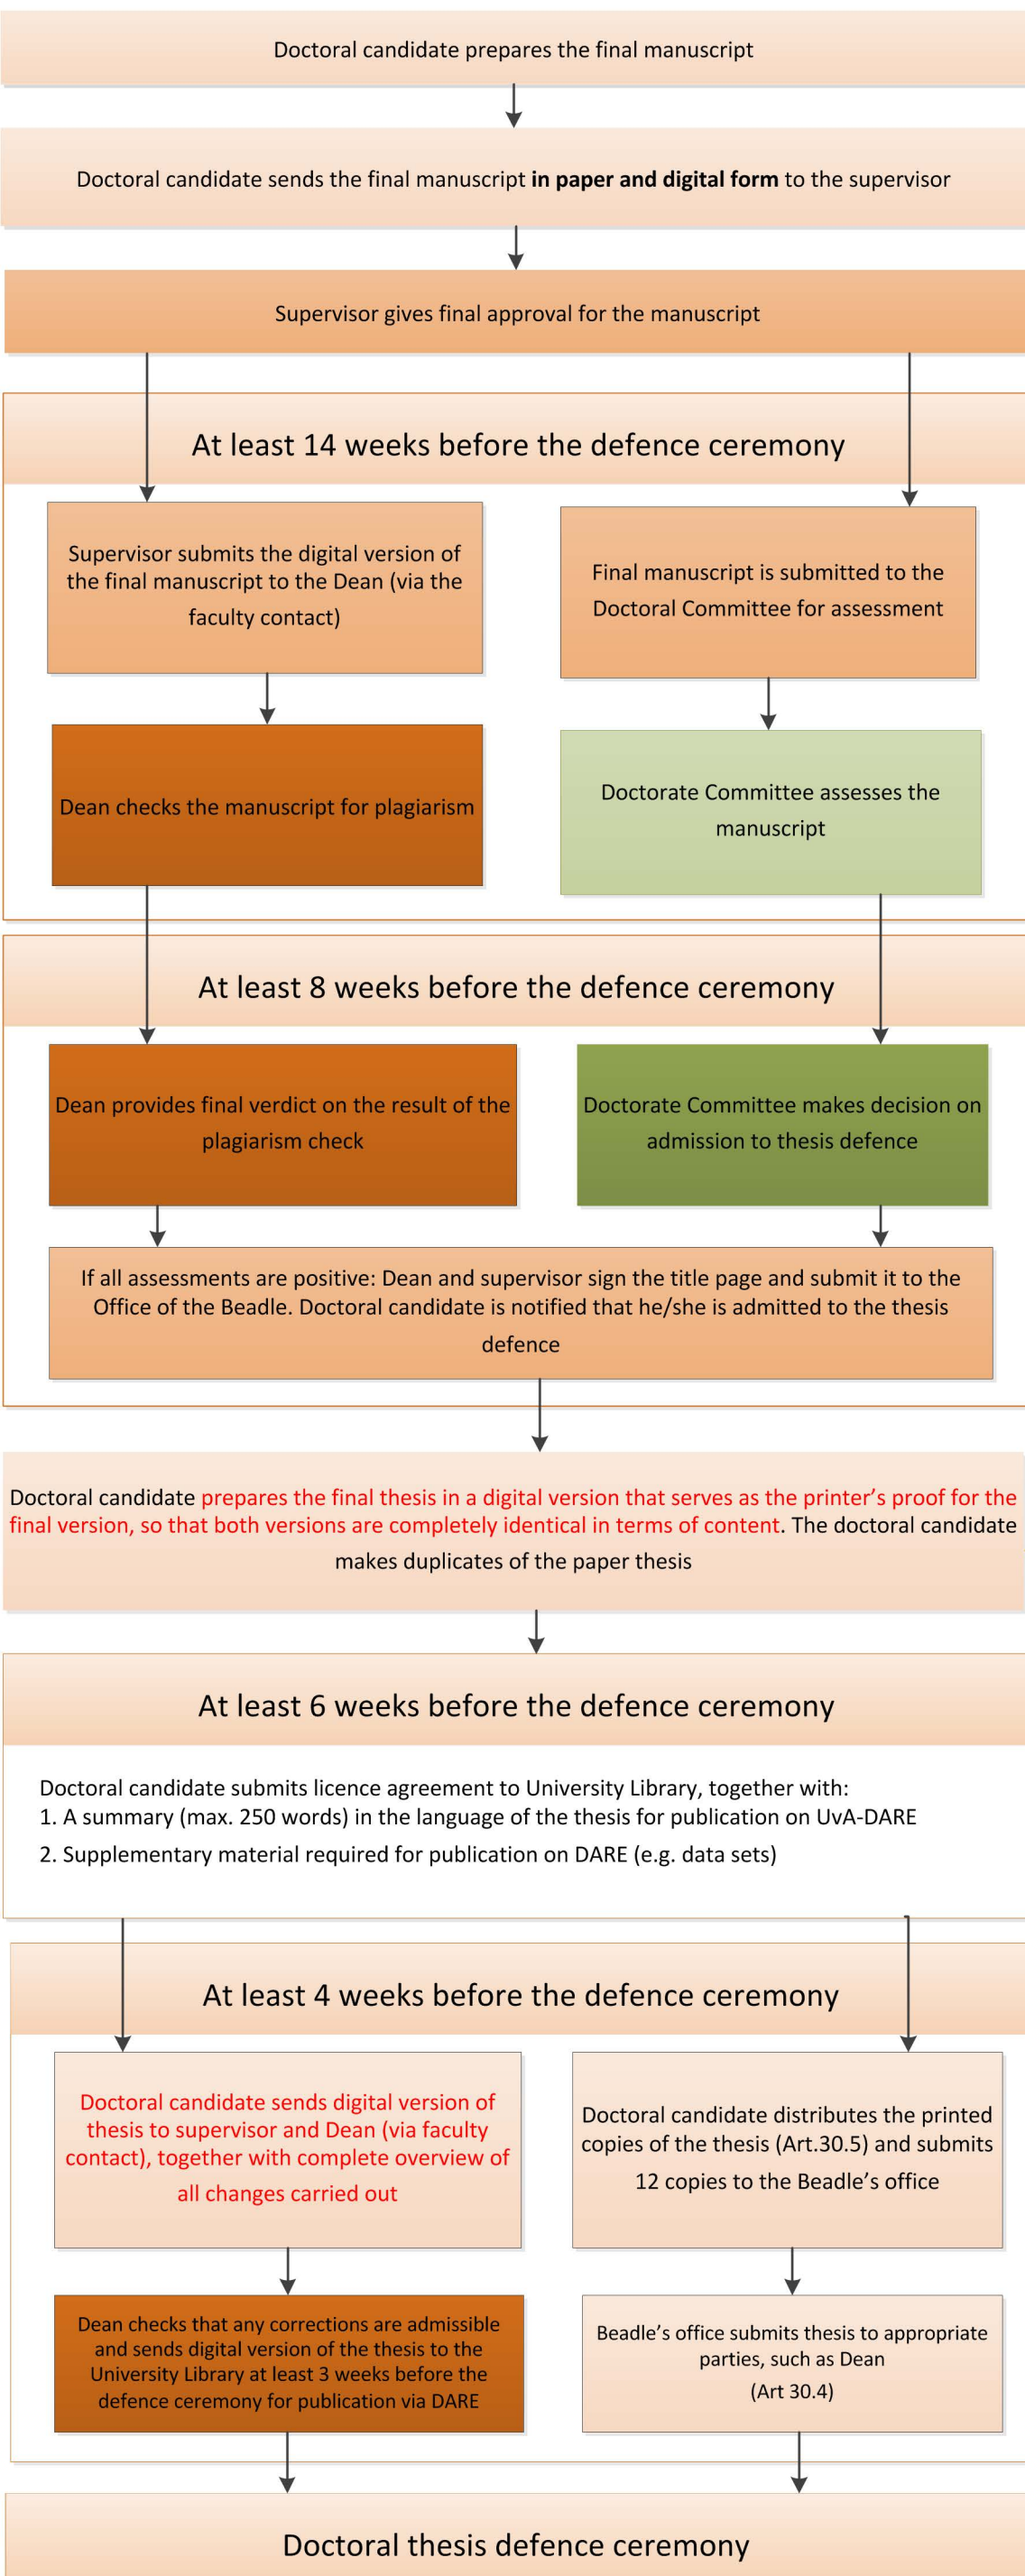 Doctoral candidate prepares the final manuscript
Doctoral candidate sends the final manuscript in paper and digital form to the supervisor
Supervisor gives final approval for the manuscript
At least 14 weeks before the defence ceremony
Supervisor submits the digital version of
the final manuscript to the Dean (via the
faculty contact)
Final manuscript is submitted to the
Doctoral Committee for assessment
Dean checks the manuscript for plagiarism
Doctorate Committee assesses the
manuscript
At least 8 weeks before the defence ceremony
Dean provides final verdict on the result of the
plagiarism check
Doctorate Committee makes decision on
admission to thesis defence
If all assessments are positive: Dean and supervisor sign the title page and submit it to the
Office of the Beadle. Doctoral candidate is notified that he/she is admitted to the thesis
defence
Doctoral candidate prepares the final thesis in a digital version that serves as the printer’s proof for the
final version, so that both versions are completely identical in terms of content. The doctoral candidate
makes duplicates of the paper thesis
At least 6 weeks before the defence ceremony
Doctoral candidate submits licence agreement to University Library, together with:
1. A summary (max. 250 words) in the language of the thesis for publication on UvA-DARE
2. Supplementary material required for publication on DARE (e.g. data sets)
At least 4 weeks before the defence ceremony
Doctoral candidate sends digital version of
thesis to supervisor and Dean (via faculty
contact), together with complete overview of
all changes carried out
Doctoral candidate distributes the printed
copies of the thesis (Art.30.5) and submits
12 copies to the Beadle’s office
Dean checks that any corrections are admissible
and sends digital version of the thesis to the
University Library at least 3 weeks before the
defence ceremony for publication via DARE
Beadle’s office submits thesis to appropriate
parties, such as Dean
(Art 30.4)
Doctoral thesis defence ceremony